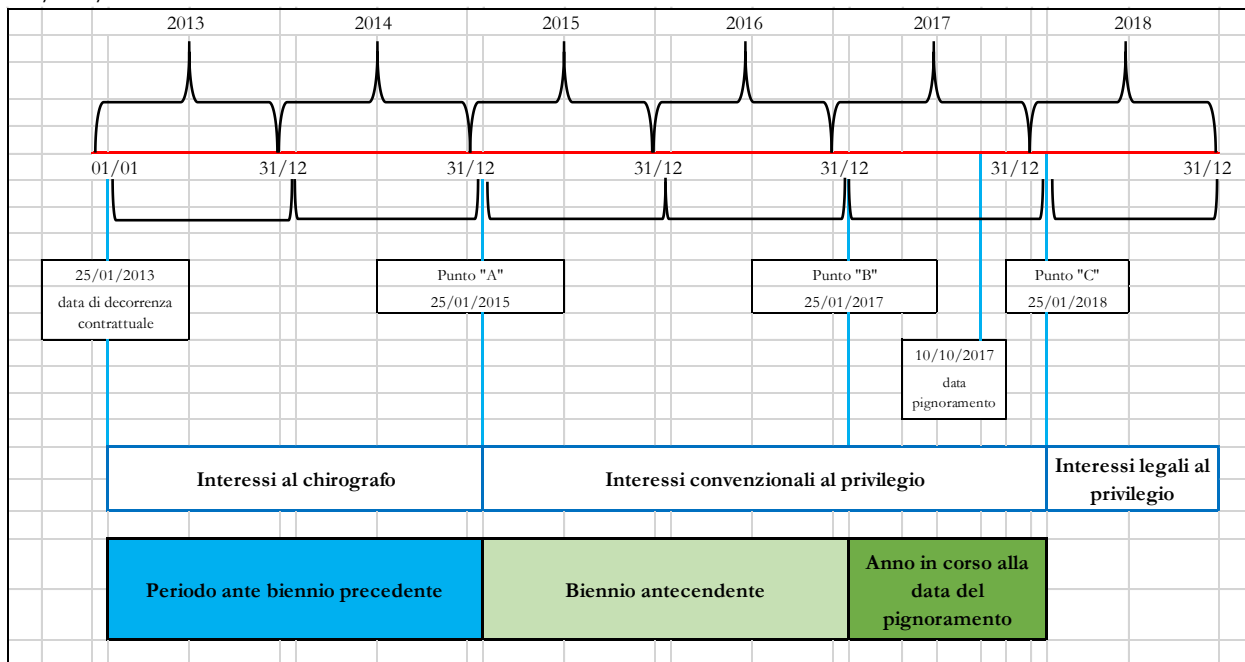 2013 2014 2015 2016 2017 2018
01/01 31/12 31/12 31/12 31/12 31/12 31/12
25/01/2013
data di decorrenza
contrattuale
Punto "A"
25/01/2015
Punto "B"
25/01/2017
Punto "C"
25/01/2018
10/10/2017
data
pignoramento
Interessi al chirografo
Interessi convenzionali al privilegio
Interessi legali al
privilegio
Periodo ante biennio precedente
Biennio antecendente
Anno in corso alla
data del
pignoramento